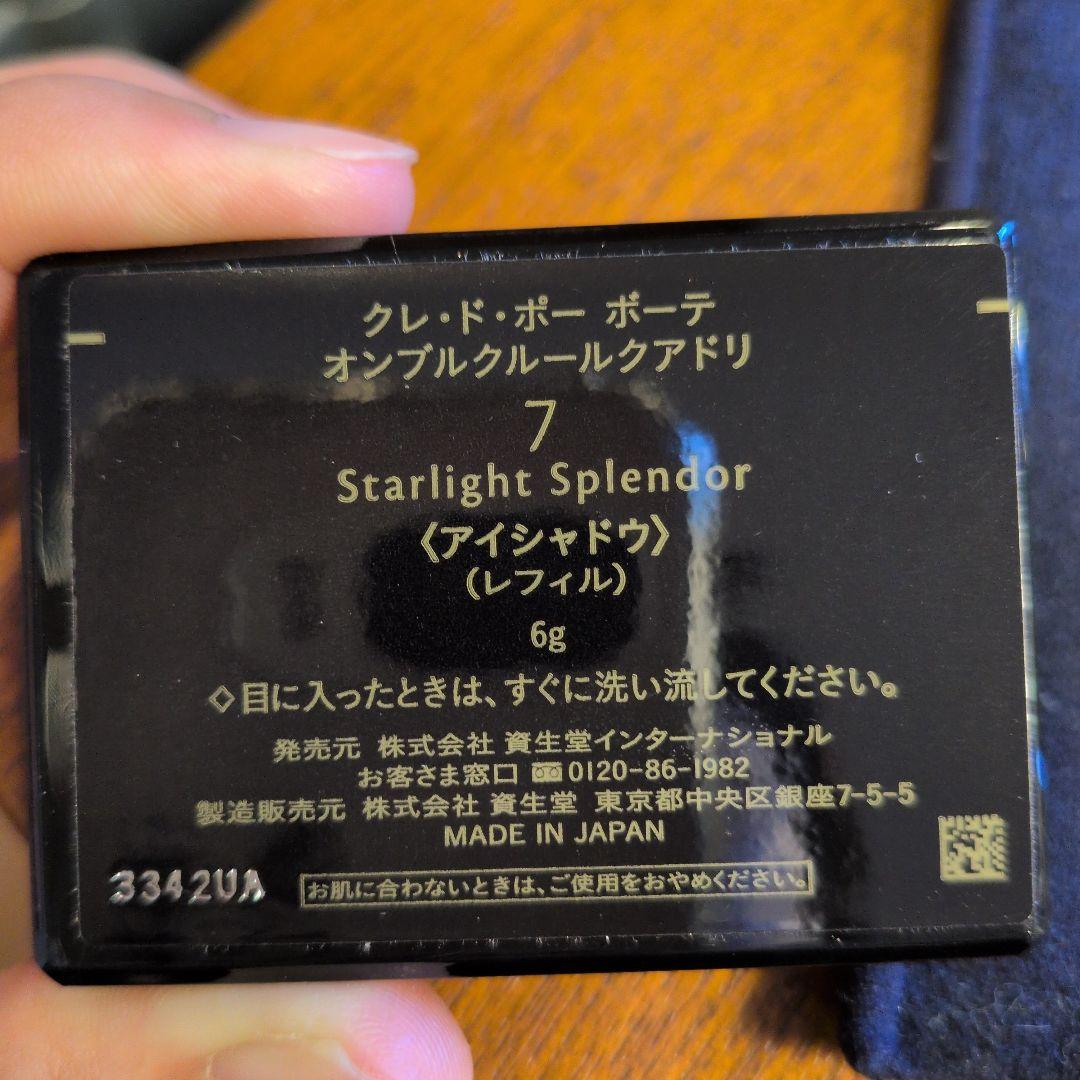 クレ・ド・ポー ボーテ
オンブルクルールクアドリ
7
Starlight Splendor
〈アイシャドウ〉
(レフィル)
6g
◇目に入ったときは、すぐに洗い流してください。
発売元 株式会社 資生堂インターナショナル
お客さま窓口 0120-86-1982
製造販売元 株式会社 資生堂 東京都中央区銀座7-5-5
MADE IN JAPAN
3342UA
お肌に合わないときは、ご使用をおやめください。